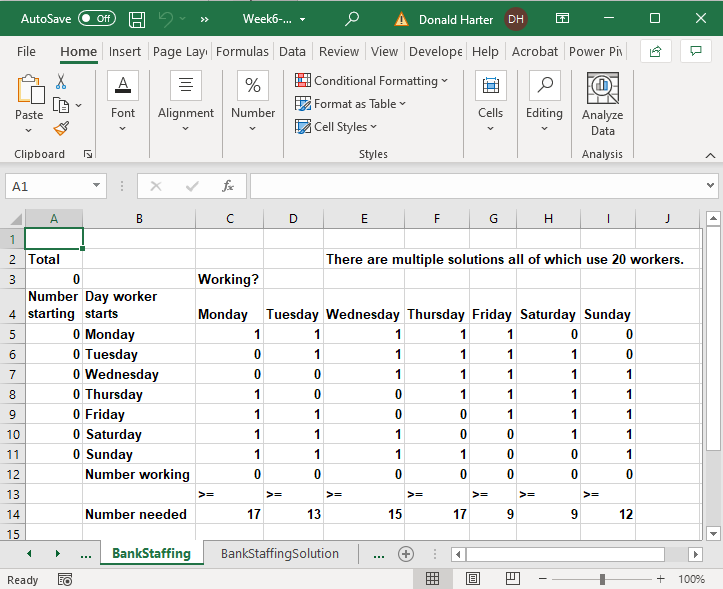 AutoSave Off Week6-... Donald Harter DH
File Home Insert Page Lay Formulas Data Review View Develope Help Acrobat Power Piv
Paste Font Alignment % Number Conditional Formatting Format as Table Cell Styles Cells Editing Analyze Data
Clipboard Styles Analysis
A1 fx
A B C D E F G H I J
1
2 Total There are multiple solutions all of which use 20 workers.
3 0 Working?
4 Number starting Day worker starts Monday Tuesday Wednesday Thursday Friday Saturday Sunday
5 0 Monday 1 1 1 1 1 0 0
6 0 Tuesday 0 1 1 1 1 1 0
7 0 Wednesday 0 0 1 1 1 1 1
8 0 Thursday 1 0 0 1 1 1 1
9 0 Friday 1 1 0 0 1 1 1
10 0 Saturday 1 1 1 0 0 1 1
11 0 Sunday 1 1 1 1 0 0 1
12 Number working 0 0 0 0 0 0 0
13 >= >= >= >= >= >= >=
14 Number needed 17 13 15 17 9 9 12
15
... BankStaffing BankStaffingSolution ...
Ready 100%